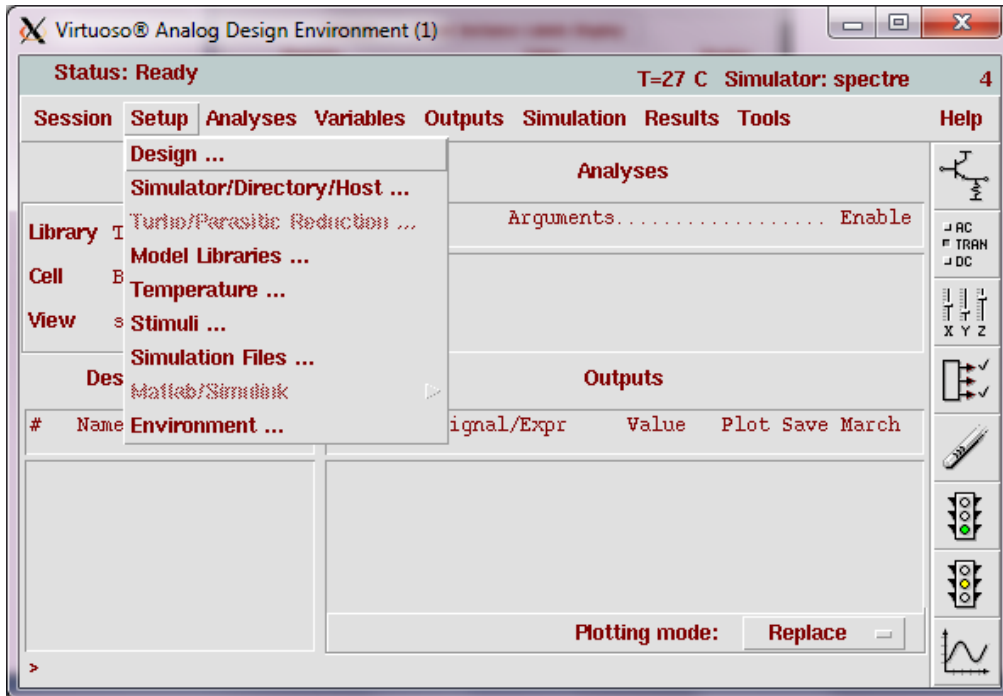 Virtuoso® Analog Design Environment (1)
Status: Ready T=27 C Simulator: spectre 4
Session Setup Analyses Variables Outputs Simulation Results Tools Help
Design ...
Analyses
Simulator/Directory/Host ...
Turbo/Parasitic Reduction ...
Arguments................... Enable
Library T
Model Libraries ...
Cell B
Temperature ...
View s
Stimuli ...
Simulation Files ...
Des
Matlab/Simulink
Outputs
# Name
Environment ...
ignal/Expr Value Plot Save March
AC
TRAN
DC
X Y Z
Plotting mode: Replace
>